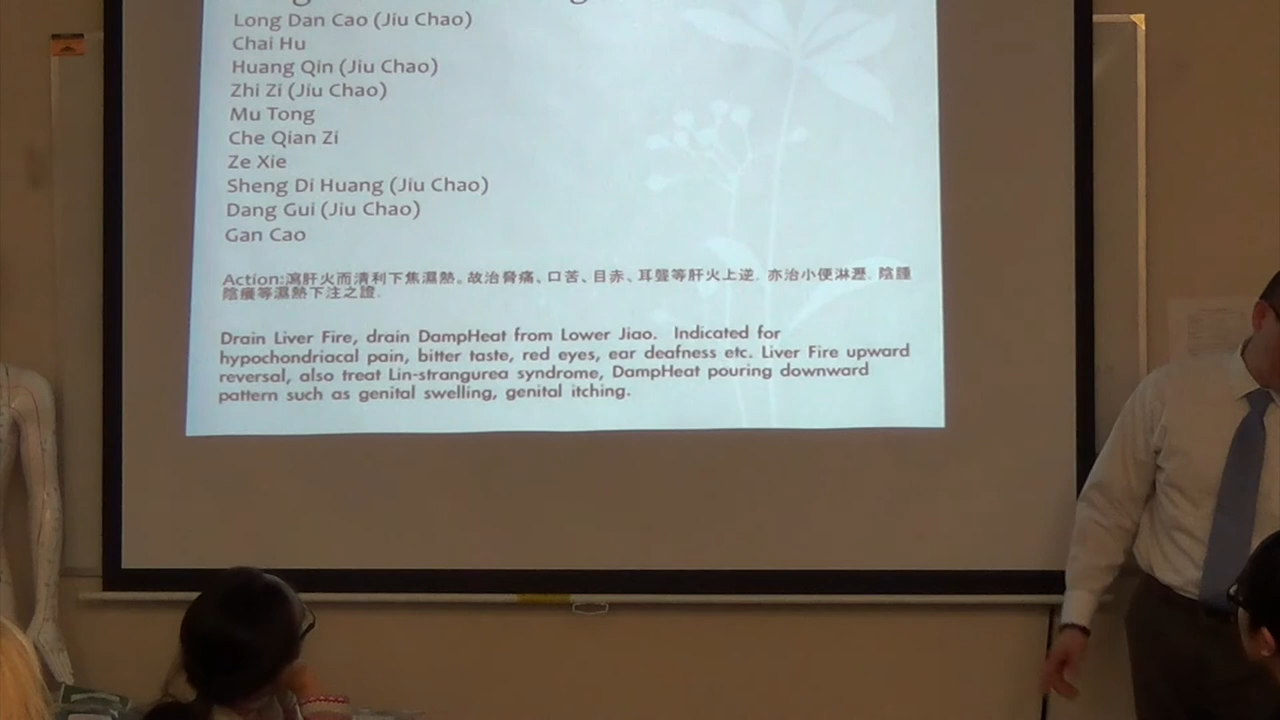 Long Dan Cao (Jiu Chao)
Chai Hu
Huang Qin (Jiu Chao)
Zhi Zi (Jiu Chao)
Mu Tong
Che Qian Zi
Ze Xie
Sheng Di Huang (Jiu Chao)
Dang Gui (Jiu Chao)
Gan Cao
Action:瀉肝火而清利下焦濕熱。故治脅痛、口苦、目赤、耳聾等肝火上逆. 亦治小便淋瀝. 陰腫
陰癢等濕熱下注之證.
Drain Liver Fire, drain DampHeat from Lower Jiao. Indicated for
hypochondriacal pain, bitter taste, red eyes, ear deafness etc. Liver Fire upward
reversal, also treat Lin-strangurea syndrome, DampHeat pouring downward
pattern such as genital swelling, genital itching.